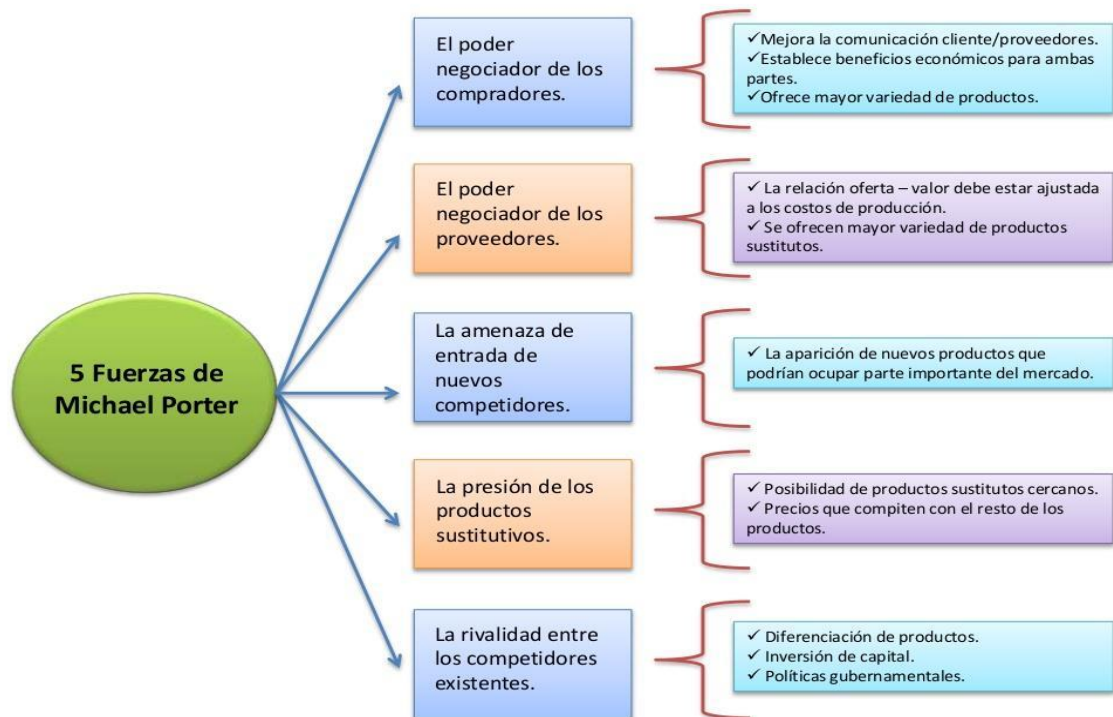 5 Fuerzas de
Michael Porter
El poder
negociador de los
compradores.
✓Mejora la comunicación cliente/proveedores.
✓Establece beneficios económicos para ambas
partes.
✓Ofrece mayor variedad de productos.
El poder
negociador de los
proveedores.
✓ La relación oferta – valor debe estar ajustada
a los costos de producción.
✓ Se ofrecen mayor variedad de productos
sustitutos.
La amenaza de
entrada de
nuevos
competidores.
✓ La aparición de nuevos productos que
podrían ocupar parte importante del mercado.
La presión de los
productos
sustitutivos.
✓ Posibilidad de productos sustitutos cercanos.
✓ Precios que compiten con el resto de los
productos.
La rivalidad entre
los competidores
existentes.
✓ Diferenciación de productos.
✓ Inversión de capital.
✓ Políticas gubernamentales.